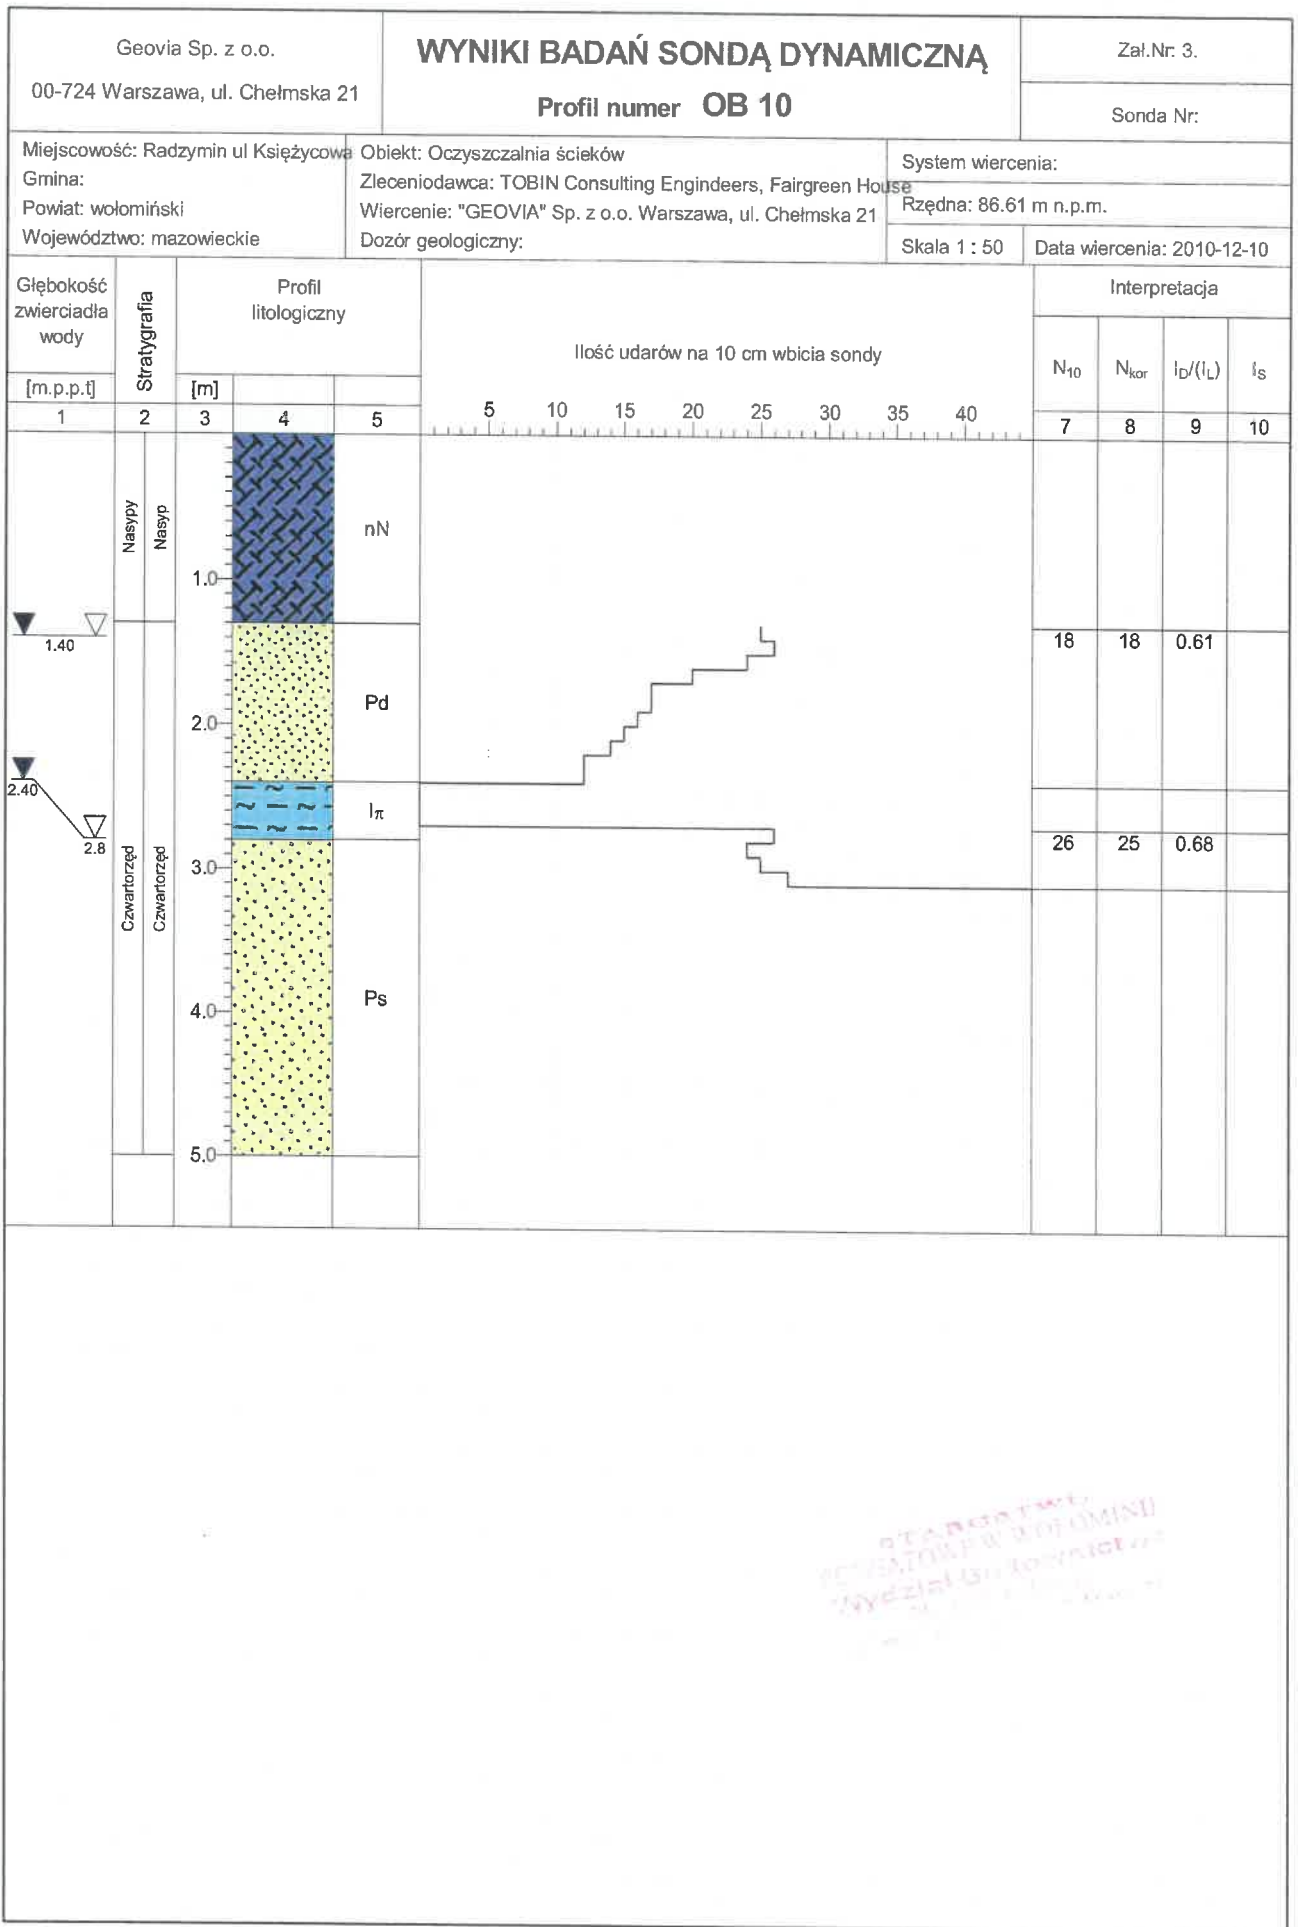 Geovia Sp. z o.o.
00-724 Warszawa, ul. Chełmska 21
WYNIKI BADAŃ SONDĄ DYNAMICZNĄ
Profil numer OB 10
Zał.Nr: 3.
Sonda Nr:
Miejscowość: Radzymin ul Księżycowa
Gmina:
Powiat: wołomiński
Województwo: mazowieckie
Obiekt: Oczyszczalnia ścieków
Zleceniodawca: TOBIN Consulting Engindeers, Fairgreen House
Wiercenie: "GEOVIA" Sp. z o.o. Warszawa, ul. Chełmska 21
Dozór geologiczny:
System wiercenia:
Rzędna: 86.61 m n.p.m.
Skala 1 : 50
Data wiercenia: 2010-12-10
Głębokość
zwierciadła
wody
[m.p.p.t]
Stratygrafia
Profil
litologiczny
[m]
Ilość udarów na 10 cm wbicia sondy
Interpretacja
N₁₀ Nkor ID/(IL) IS
5 10 15 20 25 30 35 40
1 2 3 4 5 7 8 9 10
Nasypy
Nasyp
nN
1.0
1.40
18 18 0.61
Pd
2.0
2.40
Iπ
2.8
26 25 0.68
3.0
Czwartorzęd
Czwartorzęd
Ps
4.0
5.0
Wydział